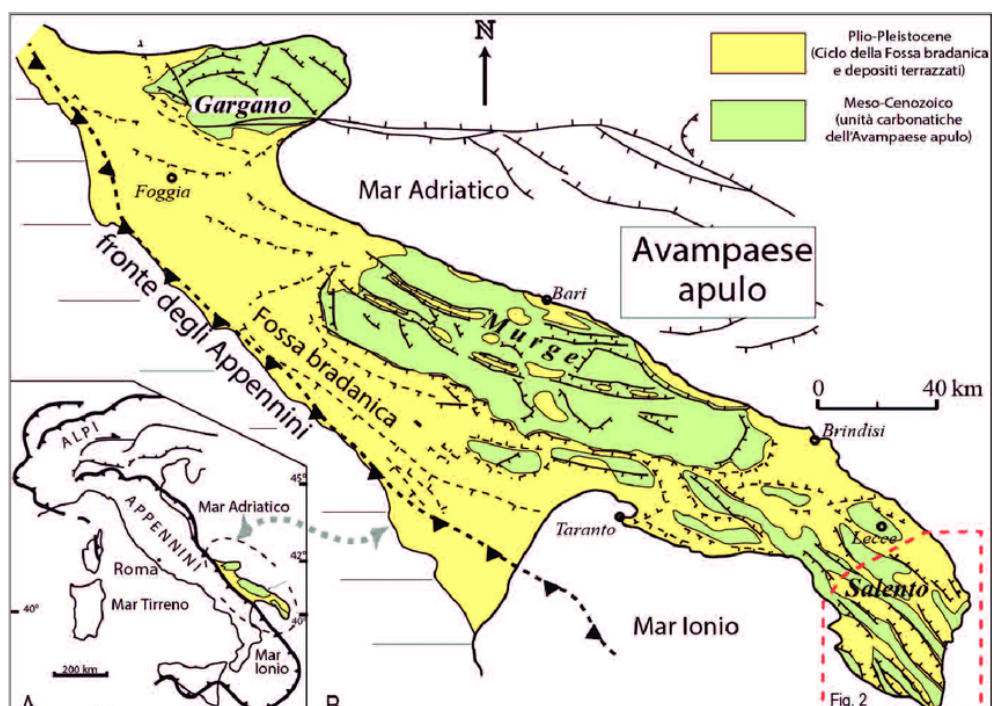 N
Plio-Pleistocene
(Ciclo della Fossa bradanica
e depositi terrazzati)
Meso-Cenozoico
(unità carbonatiche
dell'Avampaese apulo)
Gargano
Foggia
Mar Adriatico
Avampaese
apulo
fronte degli Appennini
Fossa bradanica
Bari
Murge
0 40 km
Brindisi
Taranto
Lecce
Salento
Mar Ionio
Fig. 2
B
ALPI
APPENNINI
Mar Adriatico
45°
42°
Roma
Mar Tirreno
40°
40°
Mar
Ionio
200 km
A